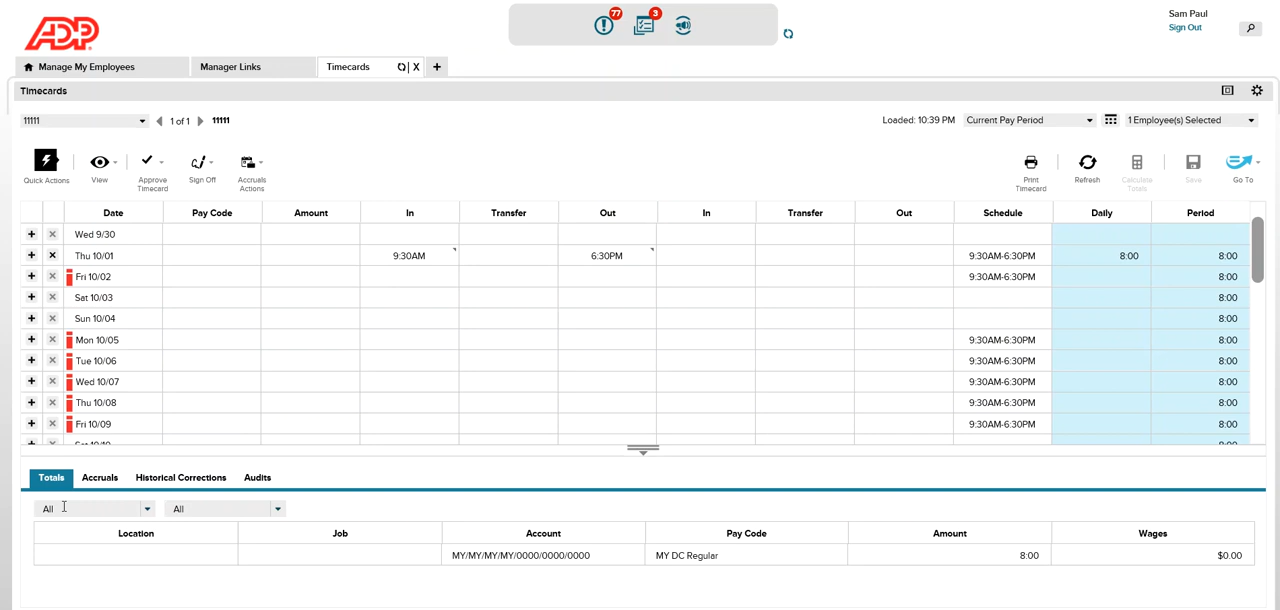 77
3
Sam Paul
Sign Out
ADP
Manage My Employees
Manager Links
Timecards X +
Timecards
11111 1 of 1 11111 Loaded: 10:39 PM Current Pay Period 1 Employee(s) Selected
Quick Actions View Approve Timecard Sign Off Accruals Actions Print Timecard Refresh Calculate Totals Save Go To
Date Pay Code Amount In Transfer Out In Transfer Out Schedule Daily Period
Wed 9/30
Thu 10/01 9:30AM 6:30PM 9:30AM-6:30PM 8:00 8:00
Fri 10/02 9:30AM-6:30PM 8:00
Sat 10/03 8:00
Sun 10/04 8:00
Mon 10/05 9:30AM-6:30PM 8:00
Tue 10/06 9:30AM-6:30PM 8:00
Wed 10/07 9:30AM-6:30PM 8:00
Thu 10/08 9:30AM-6:30PM 8:00
Fri 10/09 9:30AM-6:30PM 8:00
Totals Accruals Historical Corrections Audits
All All
Location Job Account Pay Code Amount Wages
MY/MY/MY/MY/0000/0000/0000 MY DC Regular 8:00 $0.00